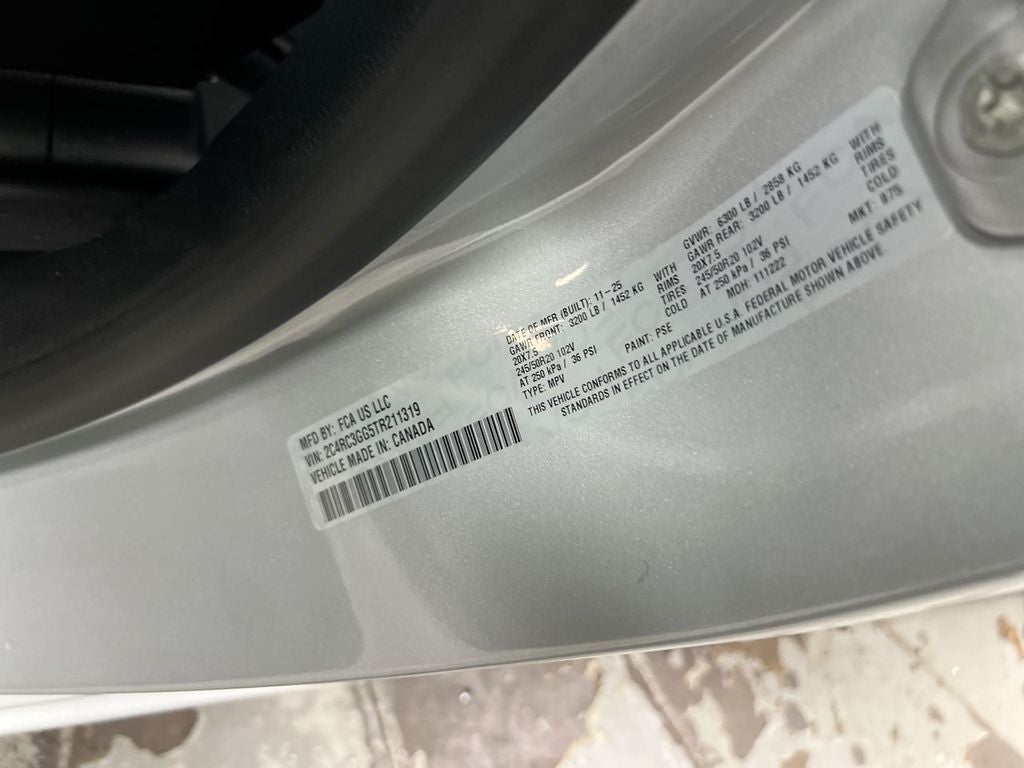 MFD BY: FCA US LLC
VIN: 2C4RC3GG5TR211319
VEHICLE MADE IN: CANADA
DATE OF MFR (BUILT): 11-25
GVWR: 6300 LB / 2858 KG
GAWR FRONT: 3200 LB / 1452 KG WITH
GAWR REAR: 3200 LB / 1452 KG WITH
20X7.5 RIMS
20X7.5 RIMS
245/50R20 102V TIRES
245/50R20 102V TIRES
AT 250 kPa / 36 PSI COLD
AT 250 kPa / 36 PSI COLD
TYPE: MPV PAINT: PSE MDH: 111222 MKT: 87S
THIS VEHICLE CONFORMS TO ALL APPLICABLE U.S.A. FEDERAL MOTOR VEHICLE SAFETY
STANDARDS IN EFFECT ON THE DATE OF MANUFACTURE SHOWN ABOVE